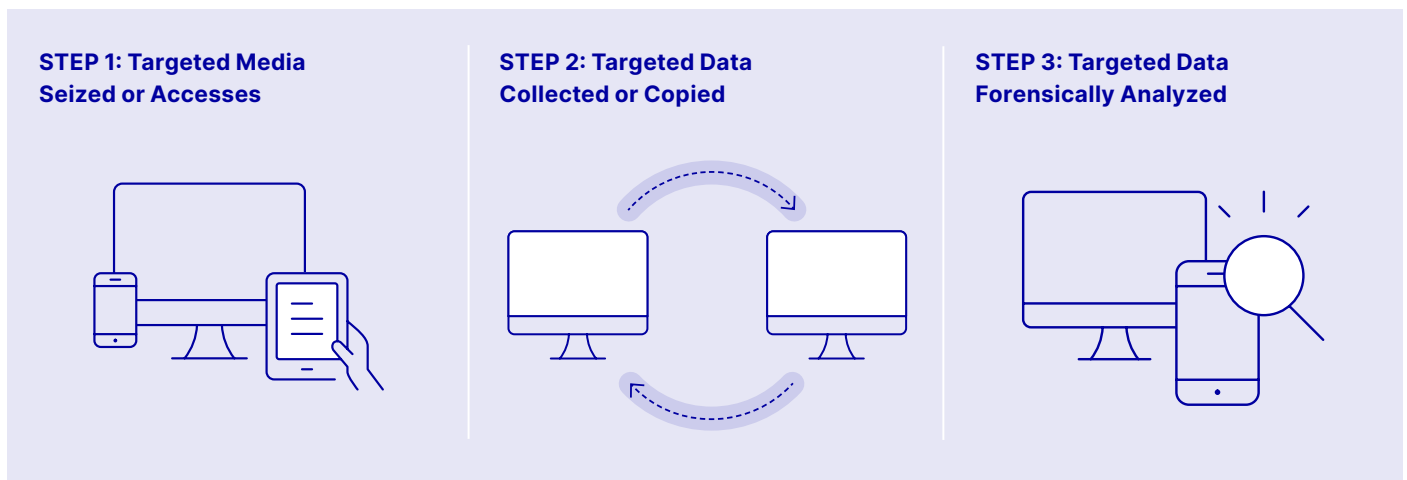 STEP 1: Targeted Media
Seized or Accesses
STEP 2: Targeted Data
Collected or Copied
STEP 3: Targeted Data
Forensically Analyzed